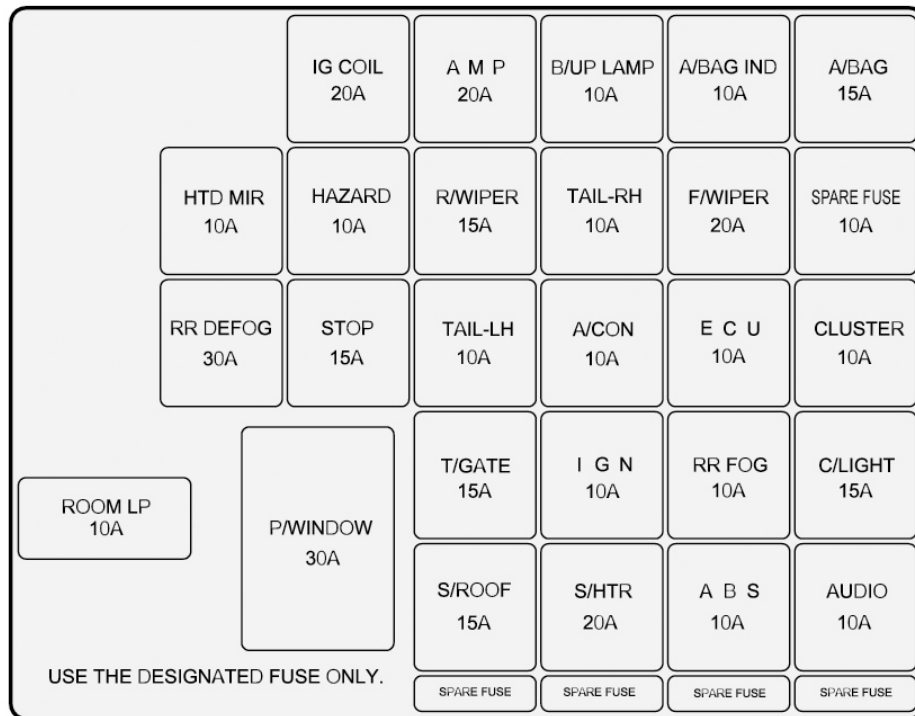 IG COIL
20A
A M P
20A
B/UP LAMP
10A
A/BAG IND
10A
A/BAG
15A
HTD MIR
10A
HAZARD
10A
R/WIPER
15A
TAIL-RH
10A
F/WIPER
20A
SPARE FUSE
10A
RR DEFOG
30A
STOP
15A
TAIL-LH
10A
A/CON
10A
E C U
10A
CLUSTER
10A
T/GATE
15A
I G N
10A
RR FOG
10A
C/LIGHT
15A
ROOM LP
10A
P/WINDOW
30A
S/ROOF
15A
S/HTR
20A
A B S
10A
AUDIO
10A
USE THE DESIGNATED FUSE ONLY.
SPARE FUSE
SPARE FUSE
SPARE FUSE
SPARE FUSE